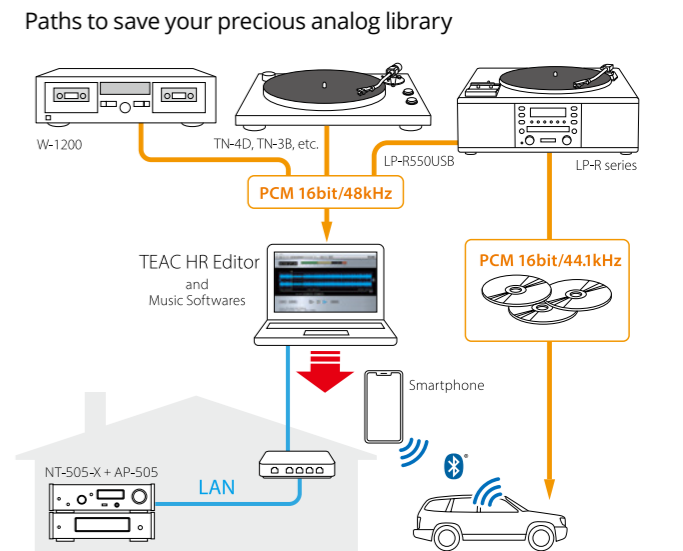 Paths to save your precious analog library
W-1200
TN-4D, TN-3B, etc.
LP-R550USB
LP-R series
PCM 16bit/48kHz
TEAC HR Editor
and
Music Softwares
PCM 16bit/44.1kHz
Smartphone
NT-505-X + AP-505
LAN